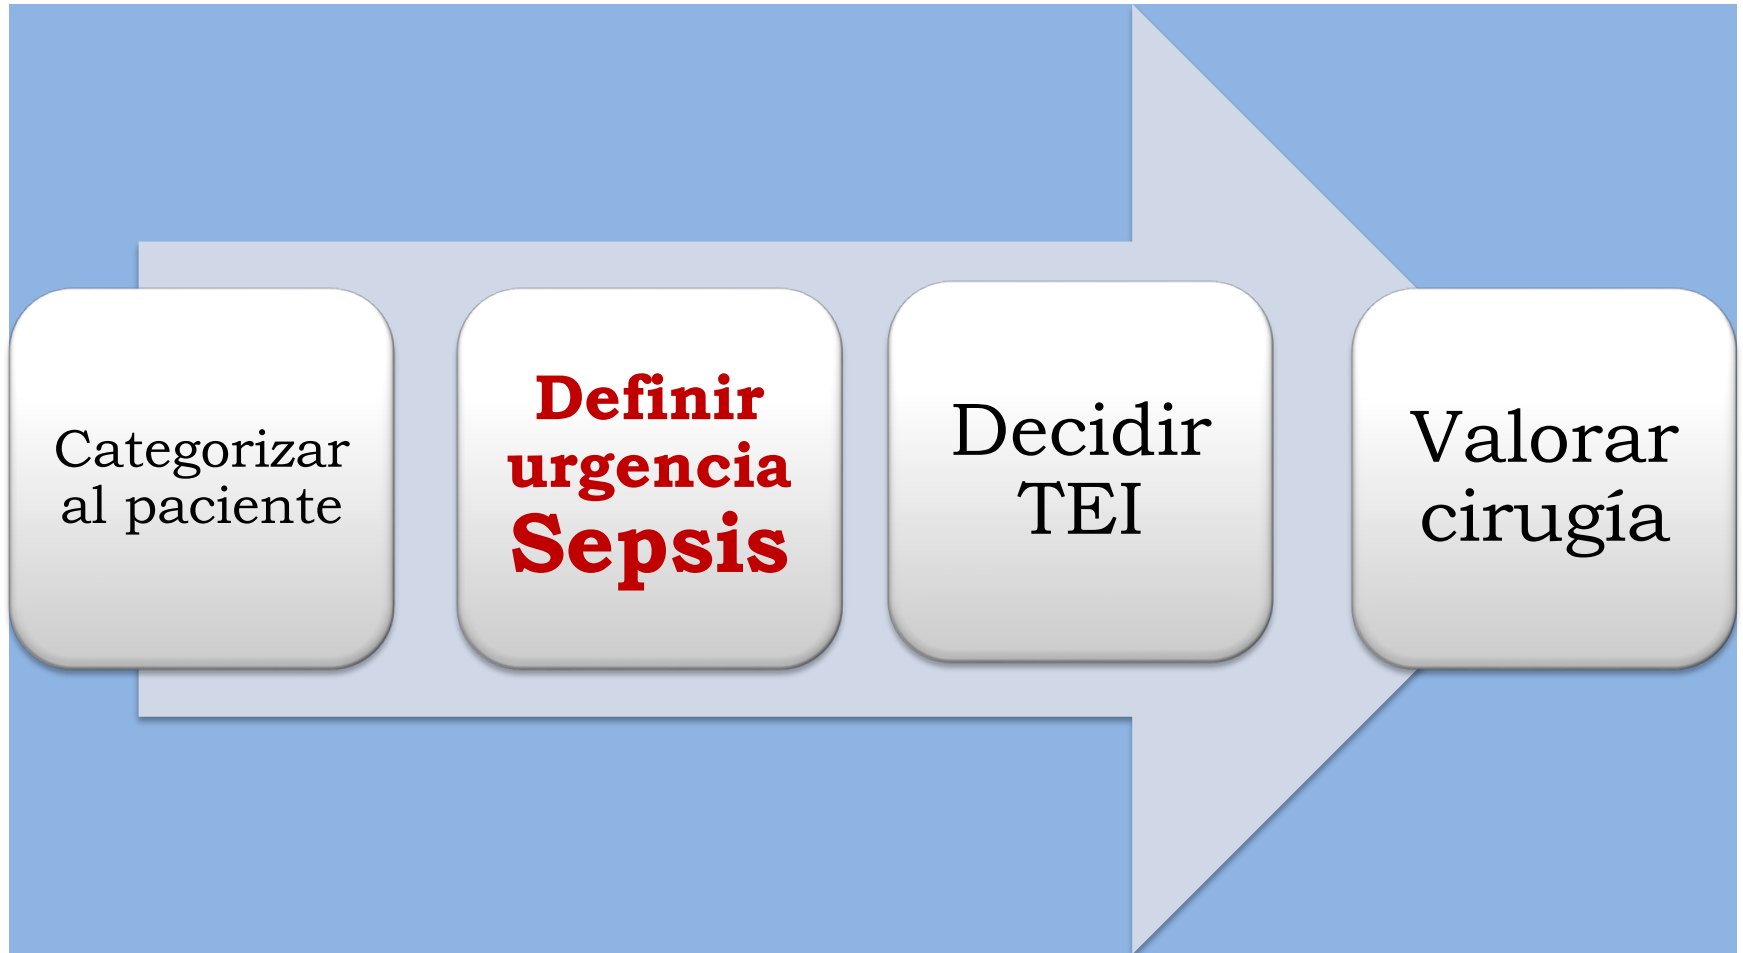 Categorizar
al paciente
Definir
urgencia
Sepsis
Decidir
TEI
Valorar
cirugía